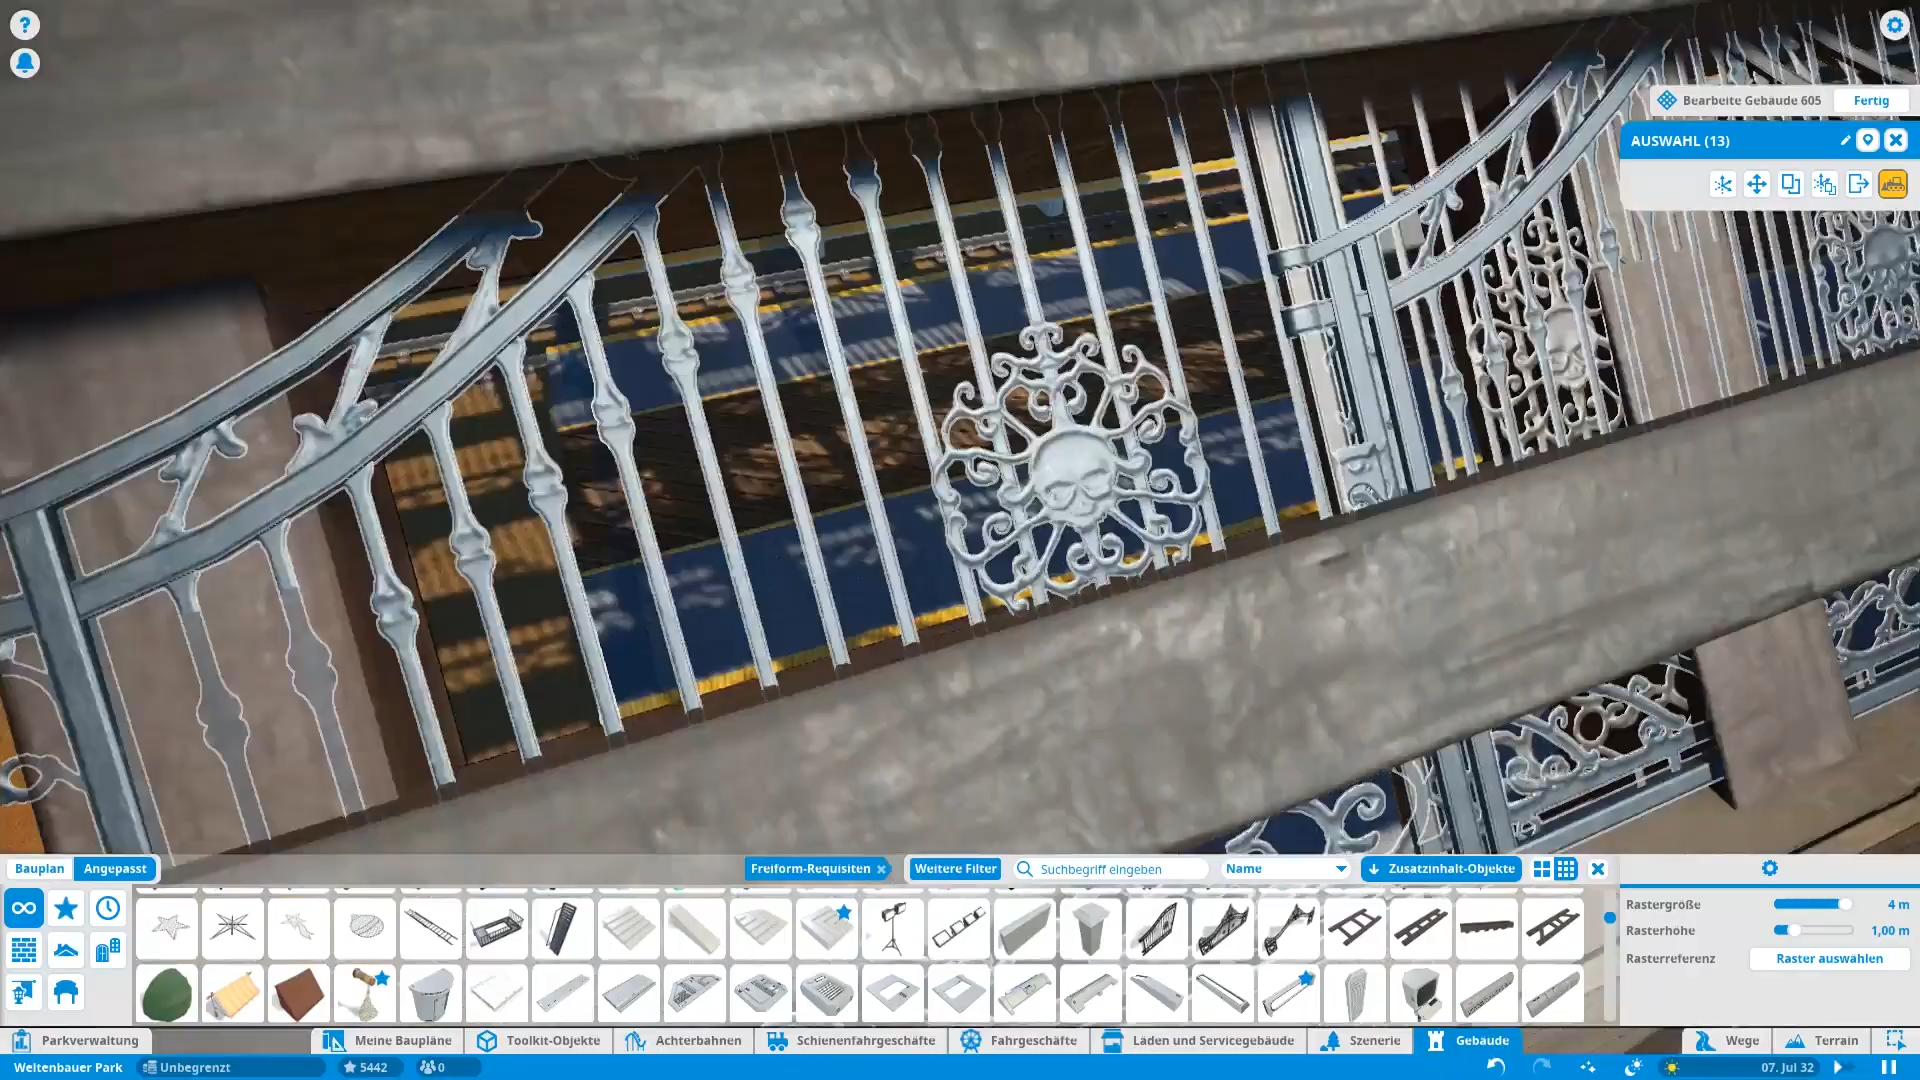 ?
Bearbeite Gebäude 605
Fertig
AUSWAHL (13)
Bauplan
Angepasst
Freiform-Requisiten
Weitere Filter
Suchbegriff eingeben
Name
Zusatzinhalt-Objekte
Rastergröße
4 m
Rasterhöhe
1,00 m
Rasterreferenz
Raster auswählen
Parkverwaltung
Meine Baupläne
Toolkit-Objekte
Achterbahnen
Schienenfahrgeschäfte
Fahrgeschäfte
Läden und Servicegebäude
Szenerie
Gebäude
Wege
Terrain
Weltenbauer Park
Unbegrenzt
5442
0
07. Jul 32